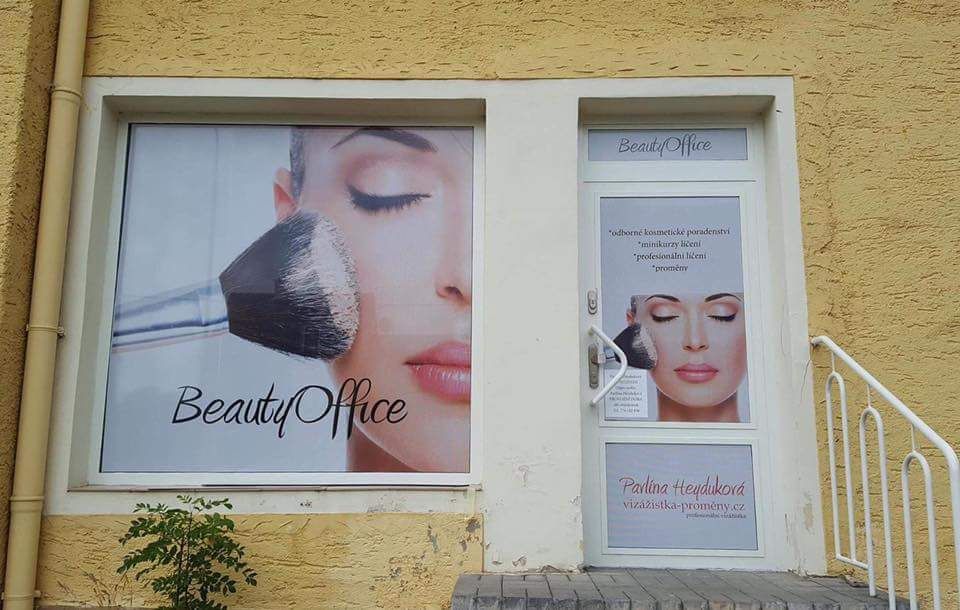 BeautyOffice
BeautyOffice
*odborné kosmetické poradenství
*minikurzy líčení
*profesionální líčení
*proměny
Pavlína Heyduková
vizážistka-proměny.cz
profesionální vizážistka